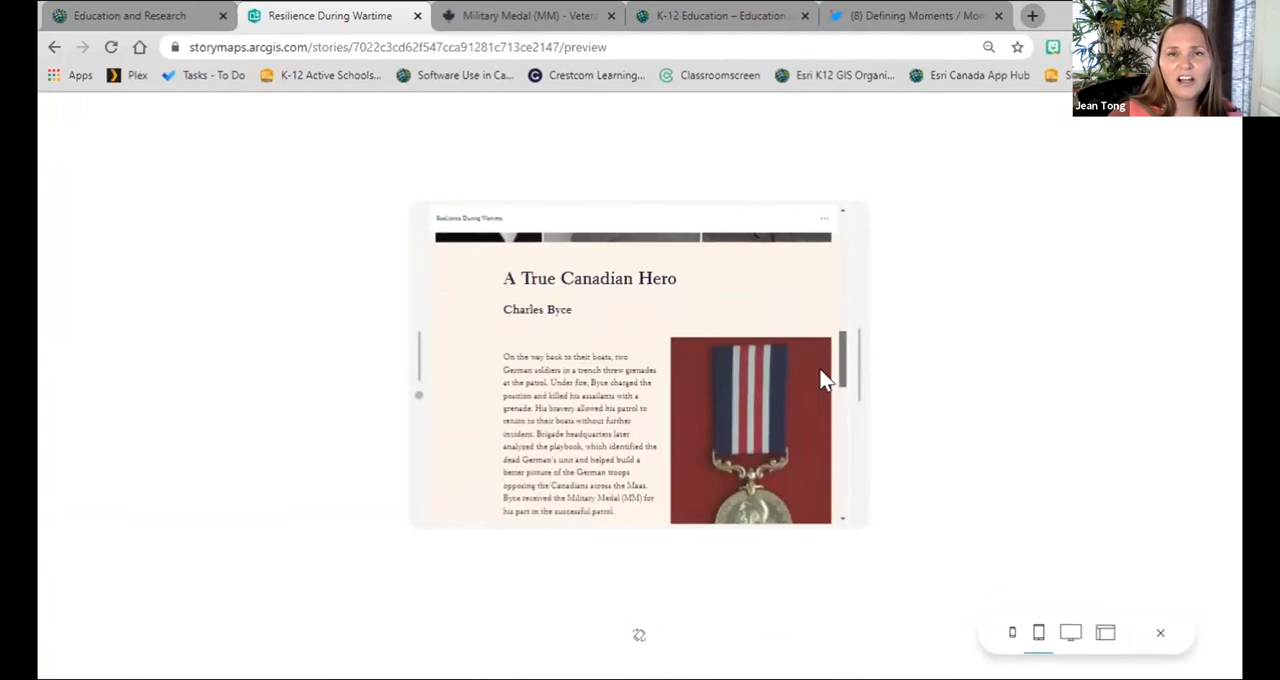 Education and Research
Resilience During Wartime
Military Medal (MM) - Veter
K-12 Education – Education a
(8) Defining Moments / Mom
storymaps.arcgis.com/stories/7022c3cd62f547cca91281c713ce2147/preview
Apps
Plex
Tasks - To Do
K-12 Active Schools...
Software Use in Ca...
Crestcom Learning...
Classroomscreen
Esri K12 GIS Organi...
Esri Canada App Hub
Jean Tong
Resilience During Wartime
A True Canadian Hero
Charles Byce
On the way back to their boats, two
German soldiers in a trench threw grenades
at the patrol. Under fire, Byce charged the
position and killed his assailants with a
grenade. His bravery allowed his patrol to
return to their boats without further
incident. Brigade headquarters later
analyzed the playbook, which identified the
dead German's unit and helped build a
better picture of the German troops
opposing the Canadians across the Maas.
Byce received the Military Medal (MM) for
his part in the successful patrol.